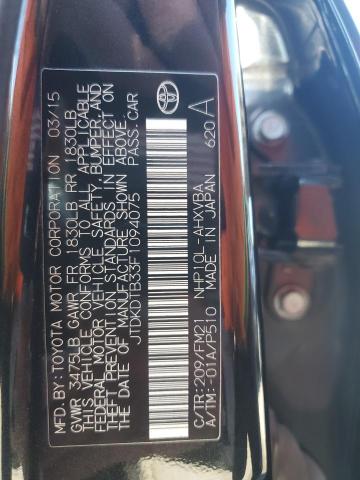 MFD.BY:TOYOTA MOTOR CORPORATION 03/15
GVWR 3475LB GAWR FR 1830LB RR 1830LB
THIS VEHICLE CONFORMS TO ALL APPLICABLE
FEDERAL MOTOR VEHICLE SAFETY, BUMPER, AND
THEFT PREVENTION STANDARDS IN EFFECT ON
THE DATE OF MANUFACTURE SHOWN ABOVE.
JTDKDTB33F1094075 PASS.CAR
C/TR:209/FM21 NHP10L-AHXVBA
A/TM:-01A/P510 MADE IN JAPAN 620 A